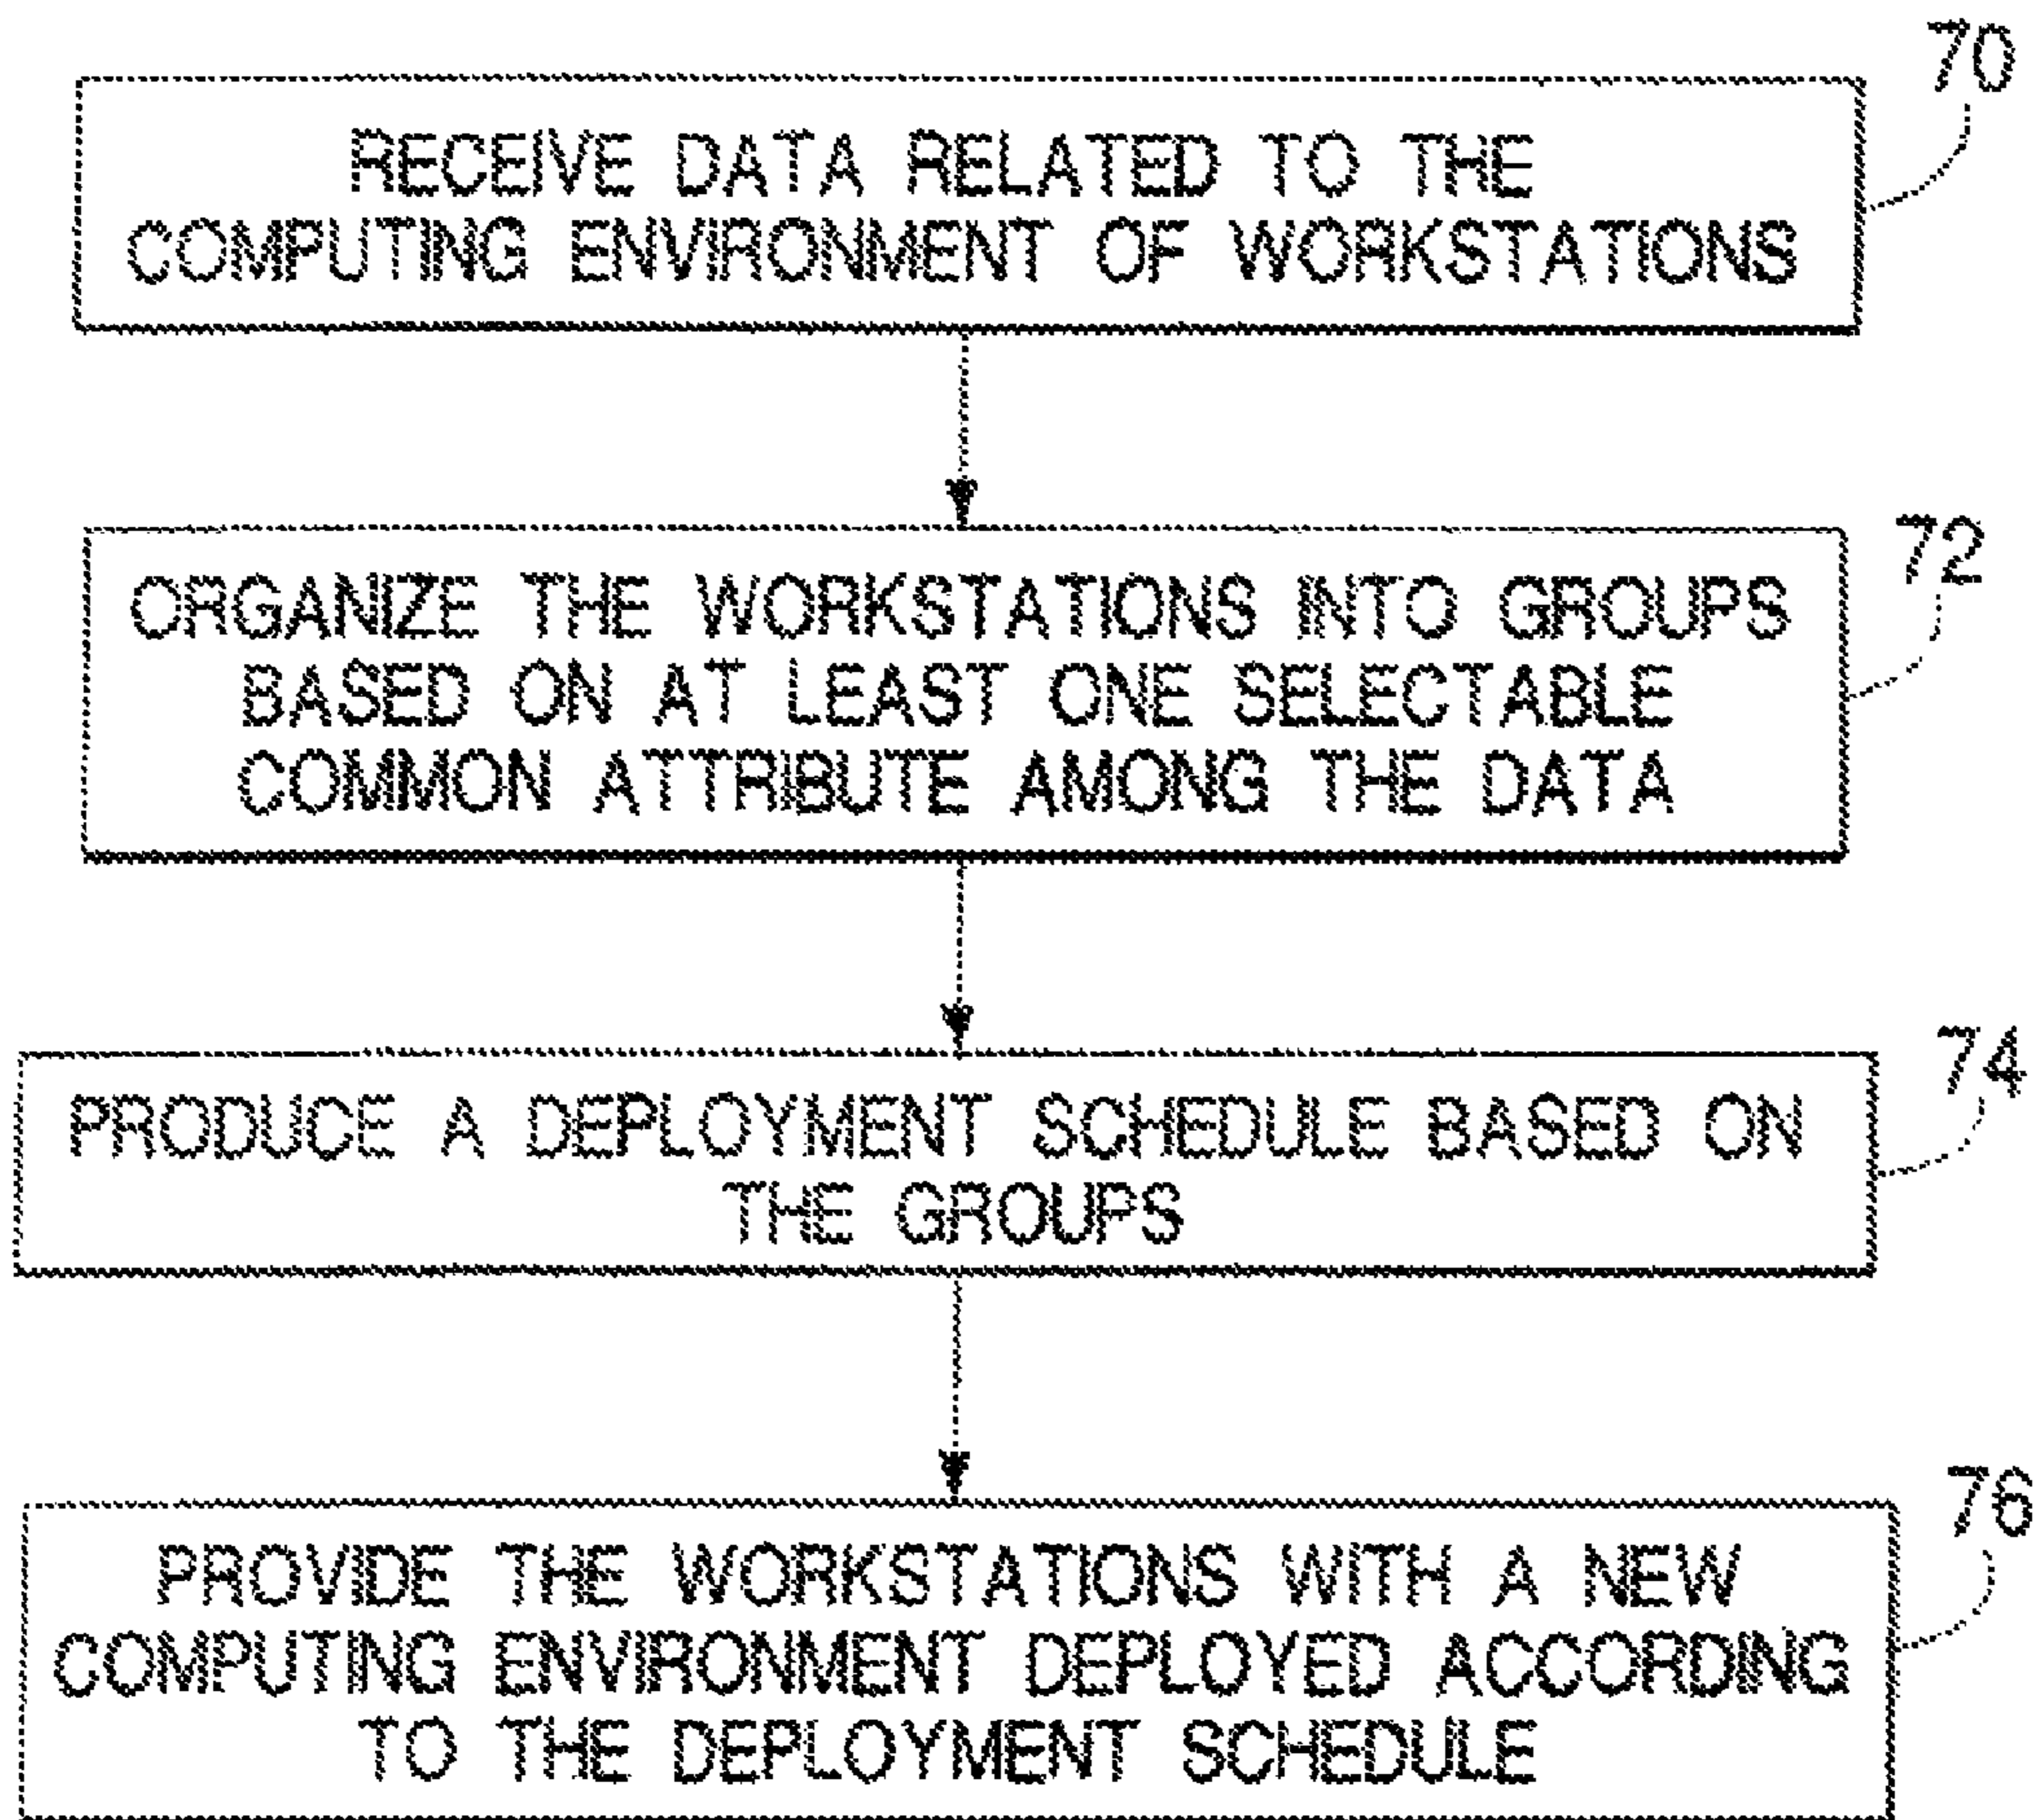 70
RECEIVE DATA RELATED TO THE
COMPUTING ENVIRONMENT OF WORKSTATIONS
72
ORGANIZE THE WORKSTATIONS INTO GROUPS
BASED ON AT LEAST ONE SELECTABLE
COMMON ATTRIBUTE AMONG THE DATA
74
PRODUCE A DEPLOYMENT SCHEDULE BASED ON
THE GROUPS
76
PROVIDE THE WORKSTATIONS WITH A NEW
COMPUTING ENVIRONMENT DEPLOYED ACCORDING
TO THE DEPLOYMENT SCHEDULE